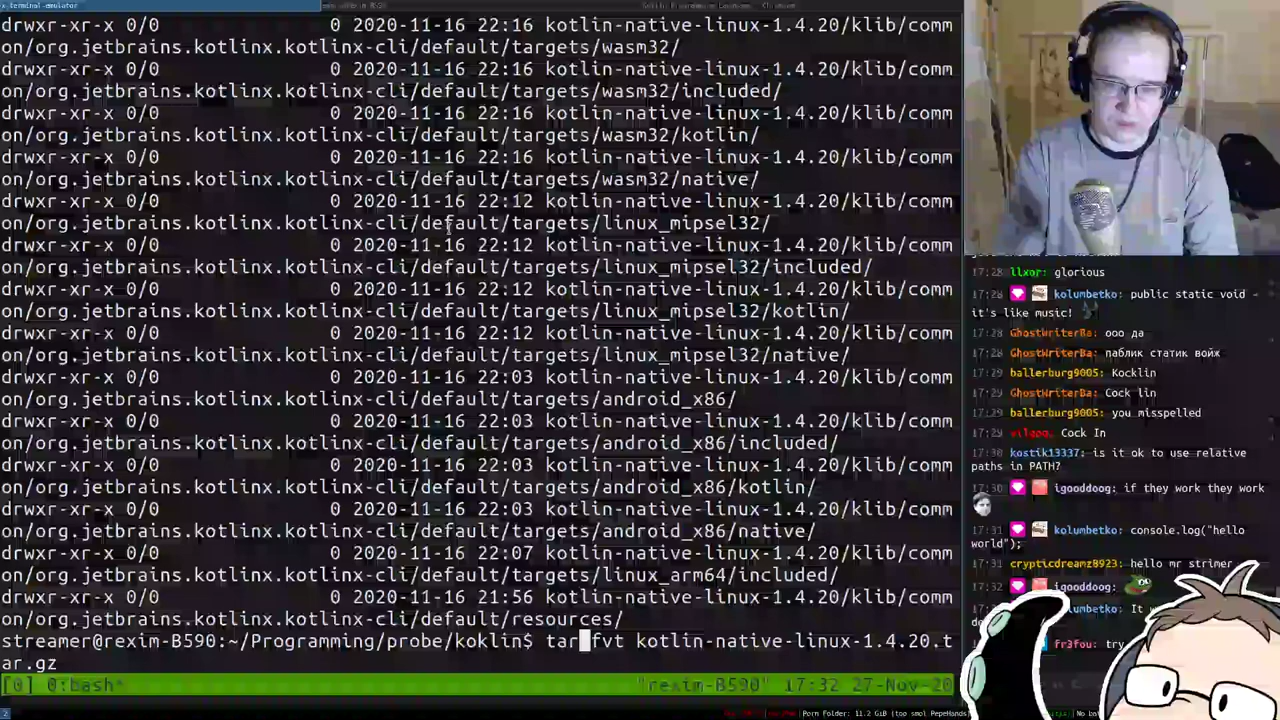 x terminal-emulator
drwxr-xr-x 0/0 0 2020-11-16 22:16 kotlin-native-linux-1.4.20/klib/comm
on/org.jetbrains.kotlinx.kotlinx-cli/default/targets/wasm32/
drwxr-xr-x 0/0 0 2020-11-16 22:16 kotlin-native-linux-1.4.20/klib/comm
on/org.jetbrains.kotlinx.kotlinx-cli/default/targets/wasm32/included/
drwxr-xr-x 0/0 0 2020-11-16 22:16 kotlin-native-linux-1.4.20/klib/comm
on/org.jetbrains.kotlinx.kotlinx-cli/default/targets/wasm32/kotlin/
drwxr-xr-x 0/0 0 2020-11-16 22:16 kotlin-native-linux-1.4.20/klib/comm
on/org.jetbrains.kotlinx.kotlinx-cli/default/targets/wasm32/native/
drwxr-xr-x 0/0 0 2020-11-16 22:12 kotlin-native-linux-1.4.20/klib/comm
on/org.jetbrains.kotlinx.kotlinx-cli/default/targets/linux_mipsel32/
drwxr-xr-x 0/0 0 2020-11-16 22:12 kotlin-native-linux-1.4.20/klib/comm
on/org.jetbrains.kotlinx.kotlinx-cli/default/targets/linux_mipsel32/included/
drwxr-xr-x 0/0 0 2020-11-16 22:12 kotlin-native-linux-1.4.20/klib/comm
on/org.jetbrains.kotlinx.kotlinx-cli/default/targets/linux_mipsel32/kotlin/
drwxr-xr-x 0/0 0 2020-11-16 22:12 kotlin-native-linux-1.4.20/klib/comm
on/org.jetbrains.kotlinx.kotlinx-cli/default/targets/linux_mipsel32/native/
drwxr-xr-x 0/0 0 2020-11-16 22:03 kotlin-native-linux-1.4.20/klib/comm
on/org.jetbrains.kotlinx.kotlinx-cli/default/targets/android_x86/
drwxr-xr-x 0/0 0 2020-11-16 22:03 kotlin-native-linux-1.4.20/klib/comm
on/org.jetbrains.kotlinx.kotlinx-cli/default/targets/android_x86/included/
drwxr-xr-x 0/0 0 2020-11-16 22:03 kotlin-native-linux-1.4.20/klib/comm
on/org.jetbrains.kotlinx.kotlinx-cli/default/targets/android_x86/kotlin/
drwxr-xr-x 0/0 0 2020-11-16 22:03 kotlin-native-linux-1.4.20/klib/comm
on/org.jetbrains.kotlinx.kotlinx-cli/default/targets/android_x86/native/
drwxr-xr-x 0/0 0 2020-11-16 22:07 kotlin-native-linux-1.4.20/klib/comm
on/org.jetbrains.kotlinx.kotlinx-cli/default/targets/linux_arm64/included/
drwxr-xr-x 0/0 0 2020-11-16 21:56 kotlin-native-linux-1.4.20/klib/comm
on/org.jetbrains.kotlinx.kotlinx-cli/default/resources/
streamer@rexim-B590:~/Programming/probe/koklin$ tar fvt kotlin-native-linux-1.4.20.t
ar.gz
[0] 0:bash* "rexim-B590" 17:32 27-Nov-20
2 Porn Folder: 11.2 GiB (top smol PepeHands) No ba
17:28 llxor: glorious
17:28 kolumbetko: public static void -
it's like music!
17:28 GhostWriterBa: ооо да
17:28 GhostWriterBa: паблик статик войж
17:29 ballerburg9005: Kocklin
17:29 GhostWriterBa: Cock lin
17:29 ballerburg9005: you misspelled
17:29 Cock In
17:30 kostik13337: is it ok to use relative
paths in PATH?
17:30 igooddoog: if they work they work
17:31 kolumbetko: console.log("hello
world");
17:31 crypticdreamz8923: hello mr strimer
17:32 igooddoog:
kolumbetko: It w
fr3fou: try